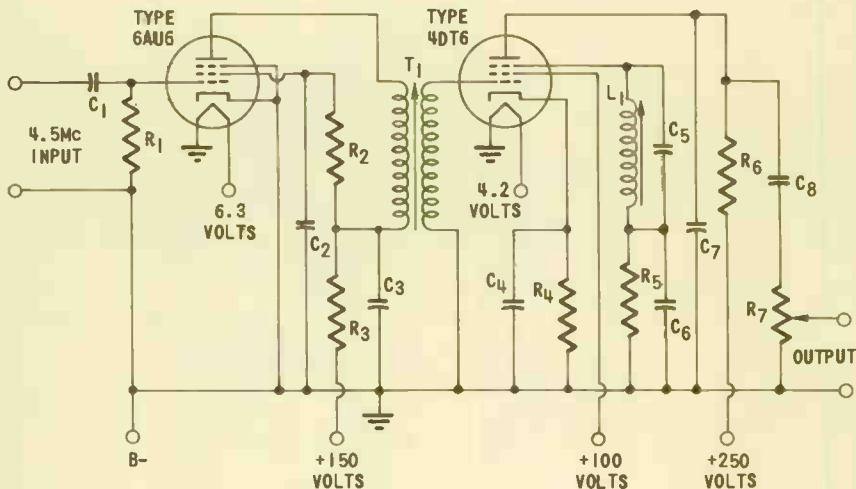 TYPE
6AU6
TYPE
4DT6
T1
L1
C1
R1
4.5Mc
INPUT
R2
C5
R6
C8
6.3
VOLTS
C2
4.2
VOLTS
C7
C3
C4
R4
R5
C6
R3
R7
OUTPUT
B-
+150
VOLTS
+100
VOLTS
+250
VOLTS